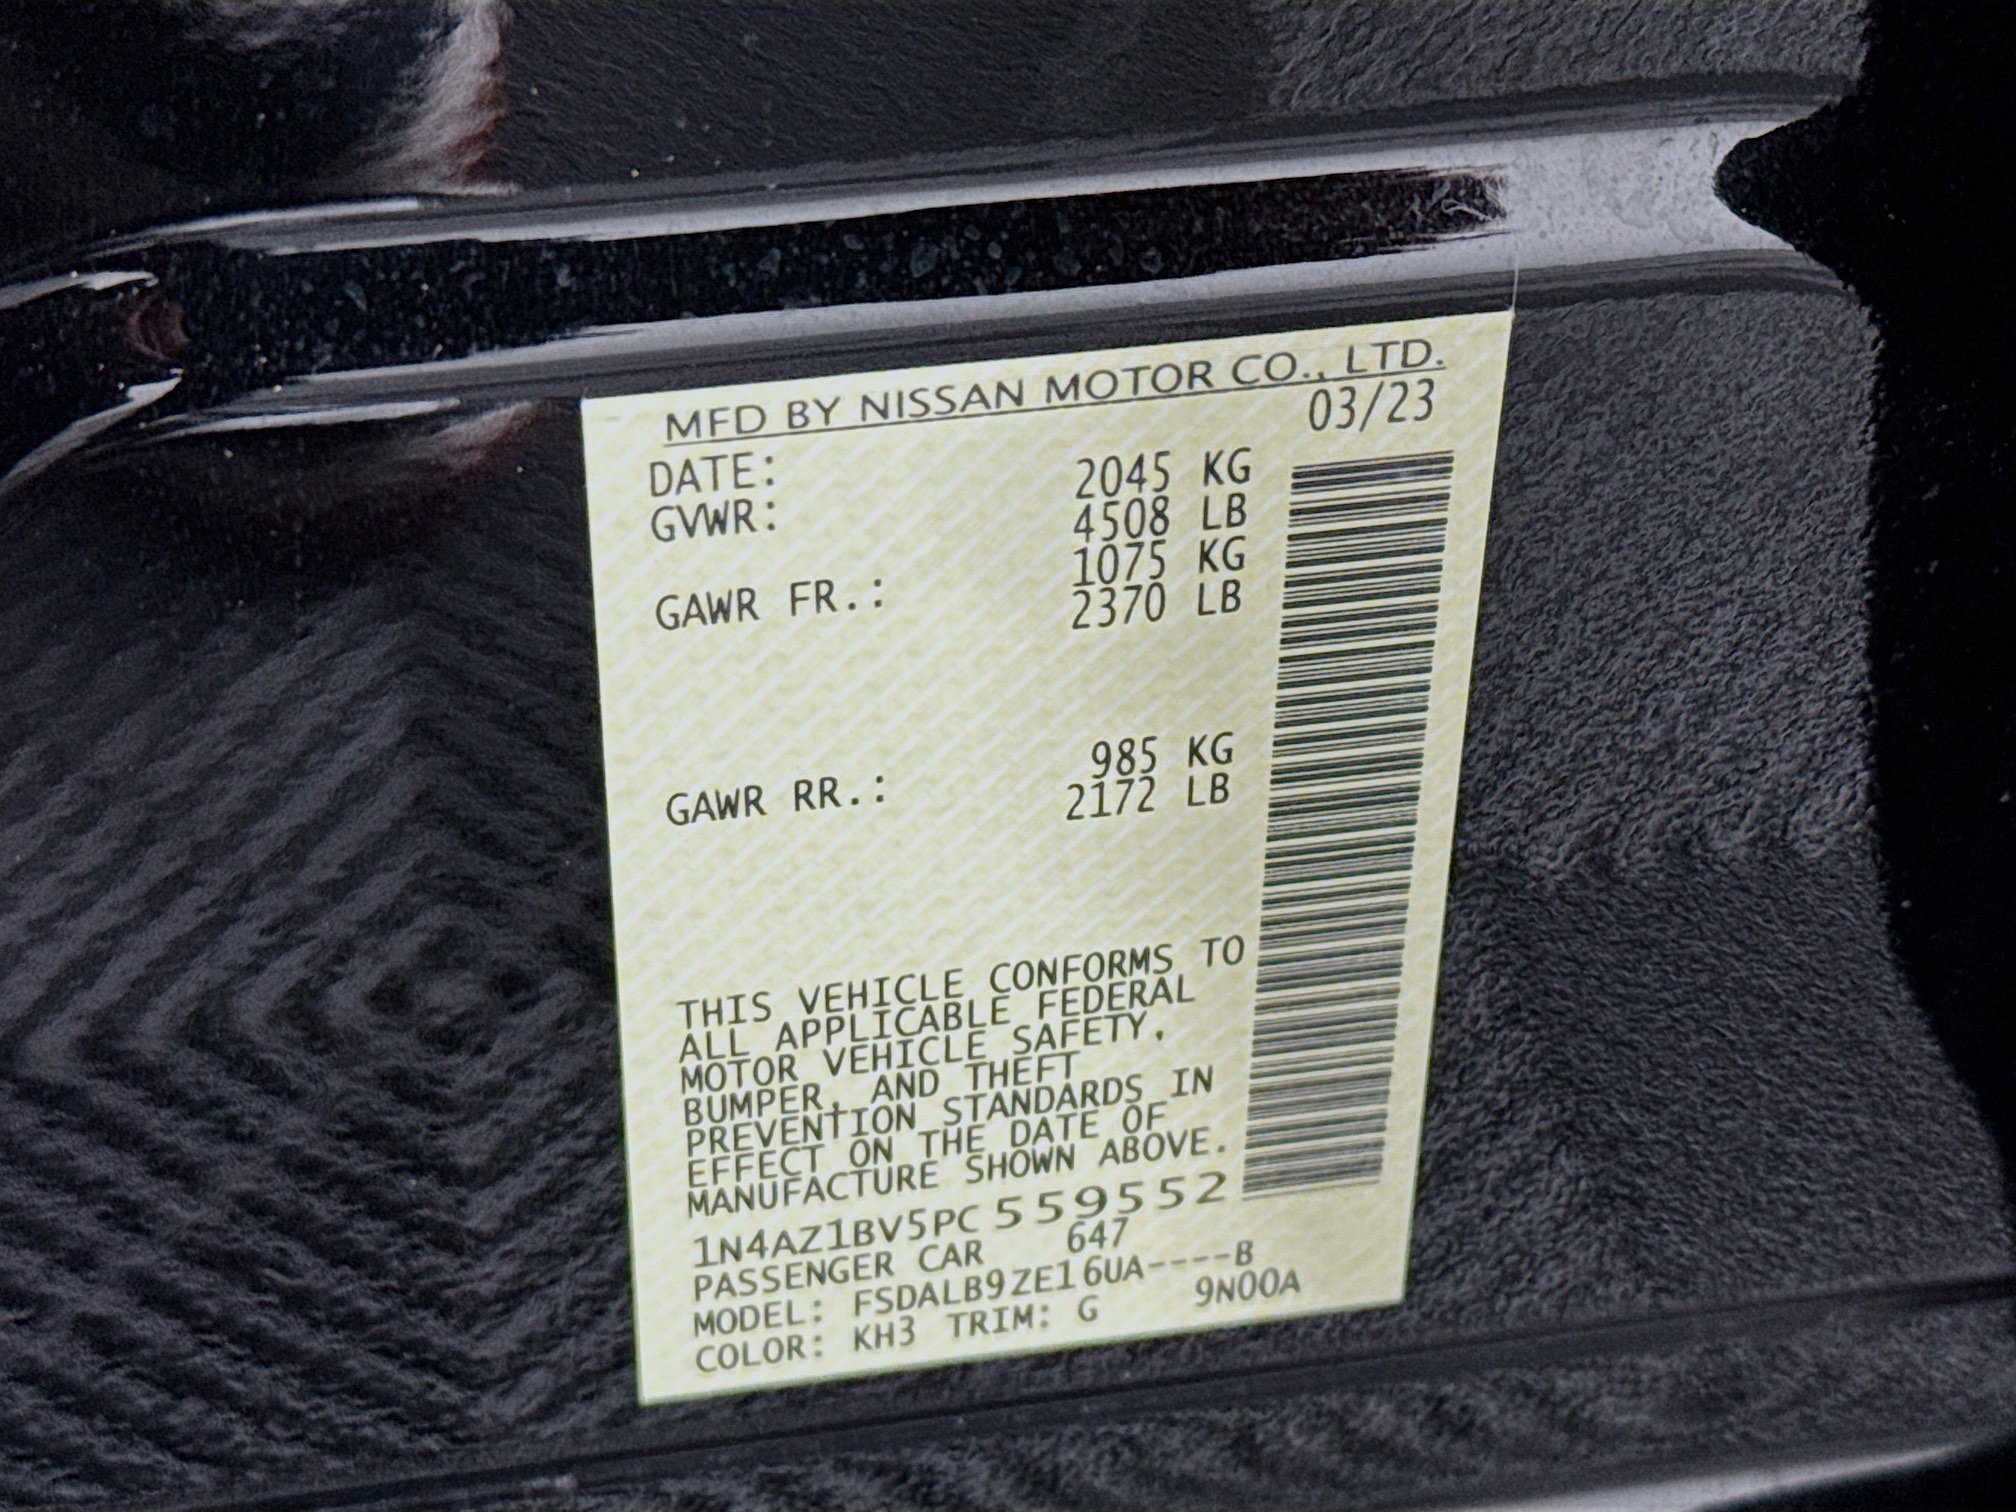 MFD BY NISSAN MOTOR CO., LTD.
DATE: 03/23
GVWR: 2045 KG
4508 LB
GAWR FR.: 1075 KG
2370 LB
GAWR RR.: 985 KG
2172 LB
THIS VEHICLE CONFORMS TO
ALL APPLICABLE FEDERAL
MOTOR VEHICLE SAFETY,
BUMPER, AND THEFT
PREVENTION STANDARDS IN
EFFECT ON THE DATE OF
MANUFACTURE SHOWN ABOVE.
1N4AZ1BV5PC559552
PASSENGER CAR 647
MODEL: FSDALB9ZE16UA----B
COLOR: KH3 TRIM: G 9N00A